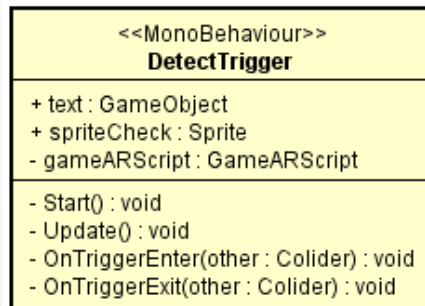 <<MonoBehaviour>>
DetectTrigger
+ text : GameObject
+ spriteCheck : Sprite
- gameARScript : GameARScript
- Start() : void
- Update() : void
- OnTriggerEnter(other : Colider) : void
- OnTriggerExit(other : Colider) : void